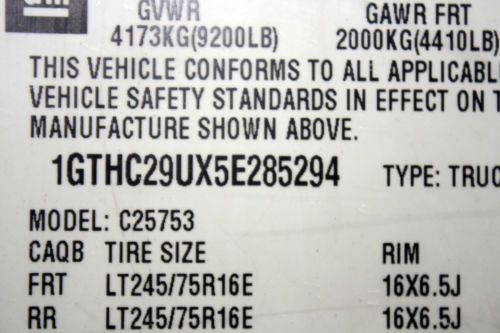 GM
GVWR GAWR FRT
4173KG(9200LB) 2000KG(4410LB)
THIS VEHICLE CONFORMS TO ALL
VEHICLE SAFETY STANDARDS IN EFFECT ON
MANUFACTURE SHOWN ABOVE.
1GTHC29UX5E285294 TYPE:
MODEL: C25753
CAQB TIRE SIZE RIM
FRT LT245/75R16E 16X6.5J
RR LT245/75R16E 16X6.5J